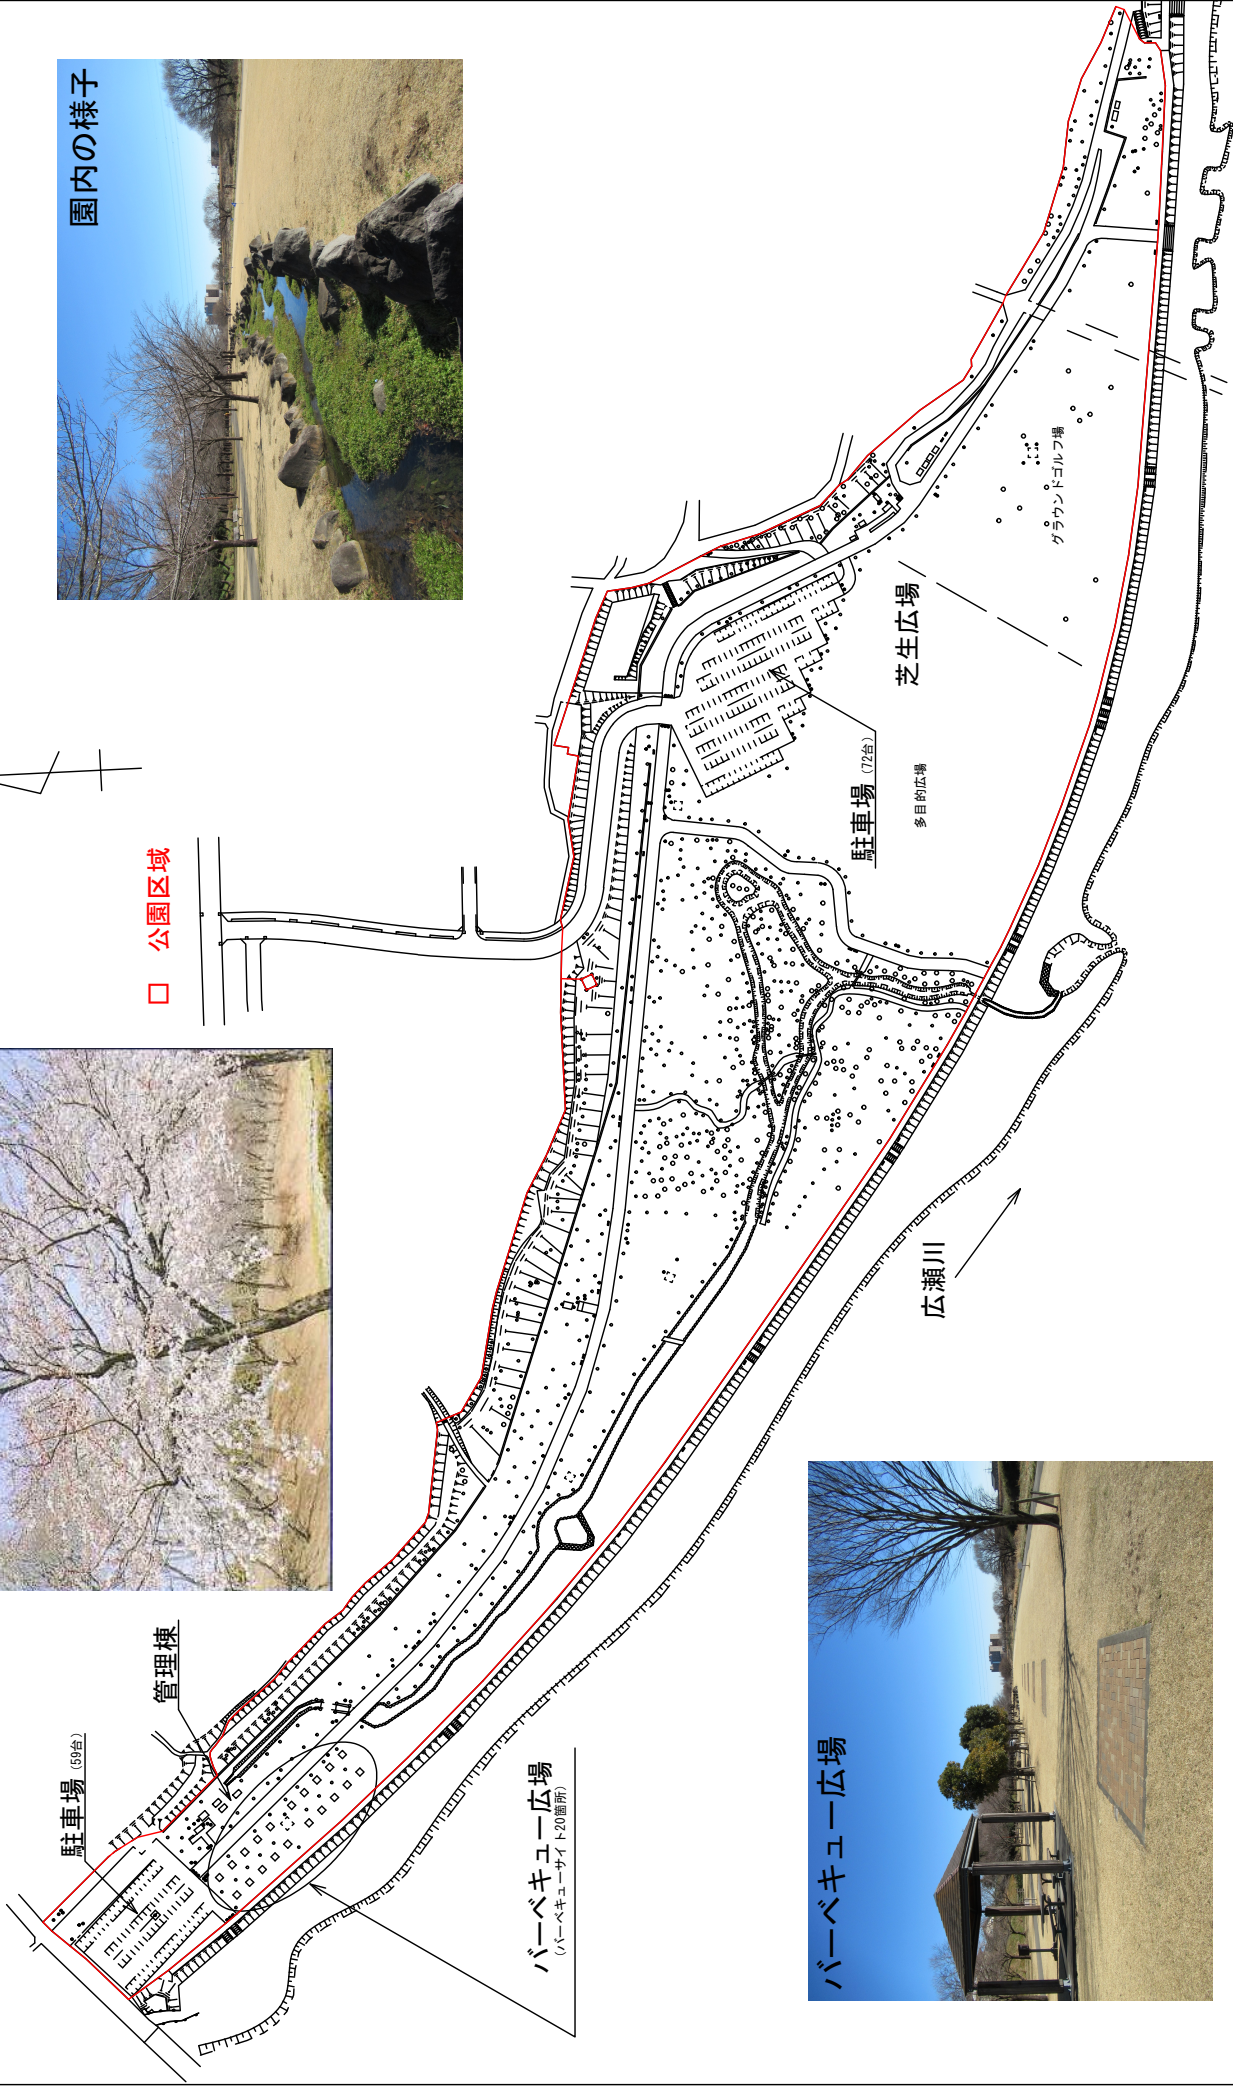 園内の様子
公園区域
管理棟
駐車場 (59台)
バーベキュー広場
(バーベキューサイト20箇所)
駐車場 (72台)
多目的広場
芝生広場
グラウンドゴルフ場
広瀬川
バーベキュー広場